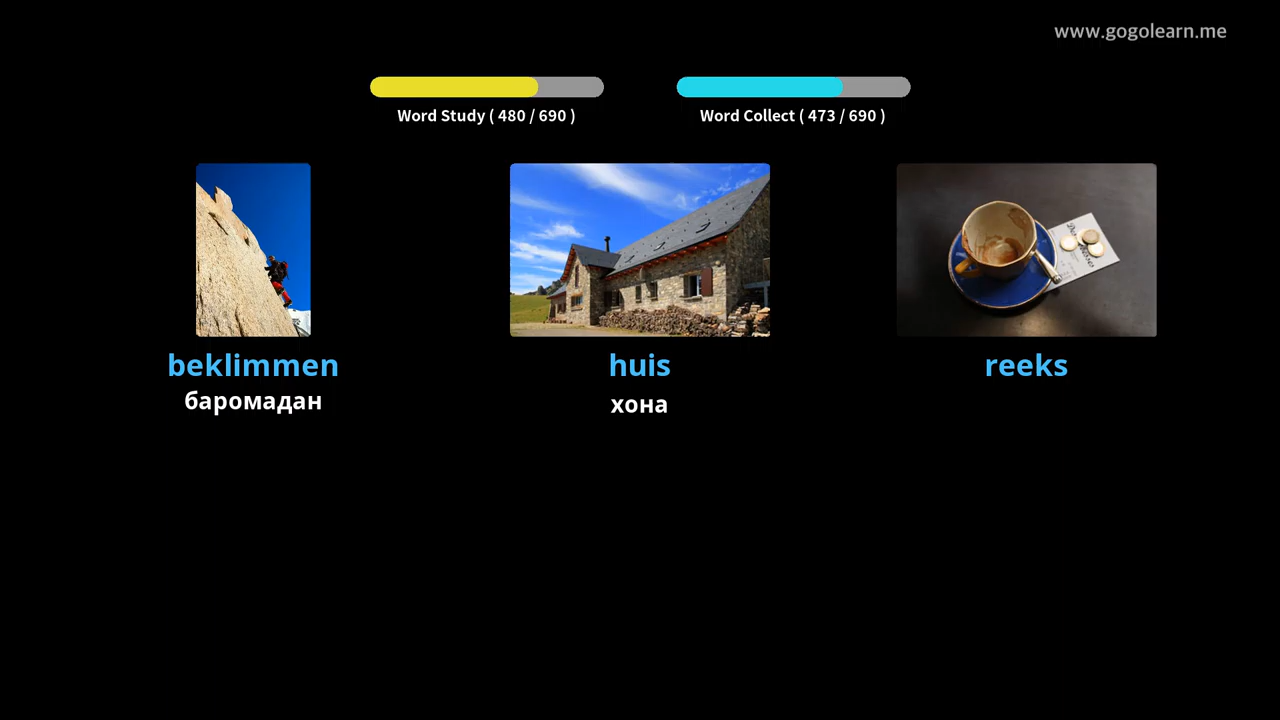 www.gogolearn.me
Word Study ( 480 / 690 )
Word Collect ( 473 / 690 )
beklimmen
huis
reeks
баромадан
хона